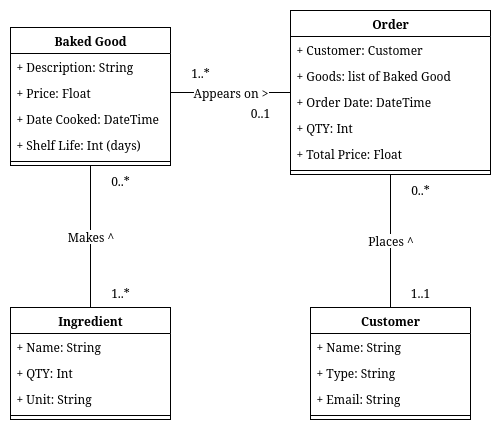 Baked Good
+ Description: String
+ Price: Float
+ Date Cooked: DateTime
+ Shelf Life: Int (days)
1..*
Appears on >
0..1
Order
+ Customer: Customer
+ Goods: list of Baked Good
+ Order Date: DateTime
+ QTY: Int
+ Total Price: Float
0..*
Makes ^
1..*
0..*
Places ^
1..1
Ingredient
+ Name: String
+ QTY: Int
+ Unit: String
Customer
+ Name: String
+ Type: String
+ Email: String